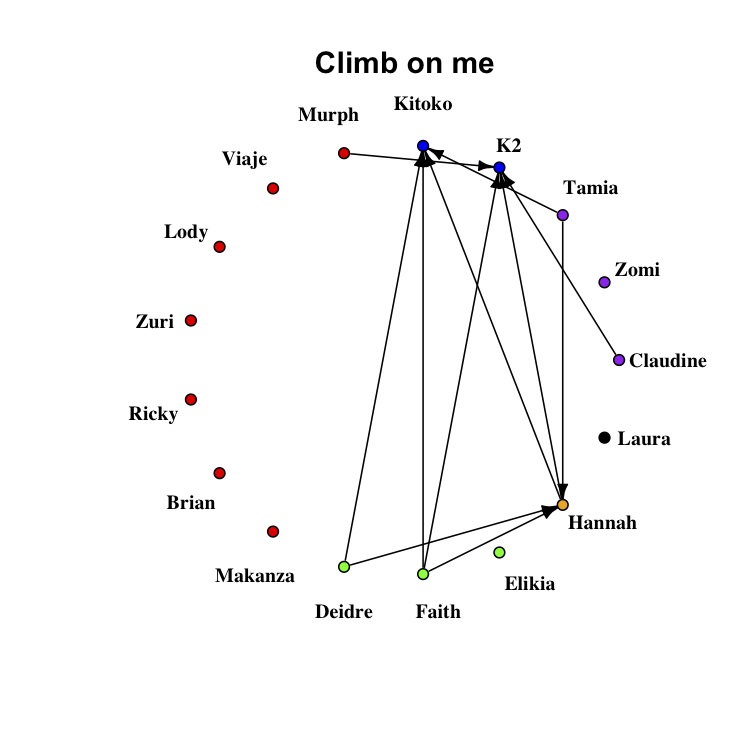 Climb on me
Kitoko
Murph
K2
Viaje
Tamia
Lody
Zomi
Zuri
Claudine
Ricky
Laura
Brian
Hannah
Makanza
Elikia
Deidre
Faith